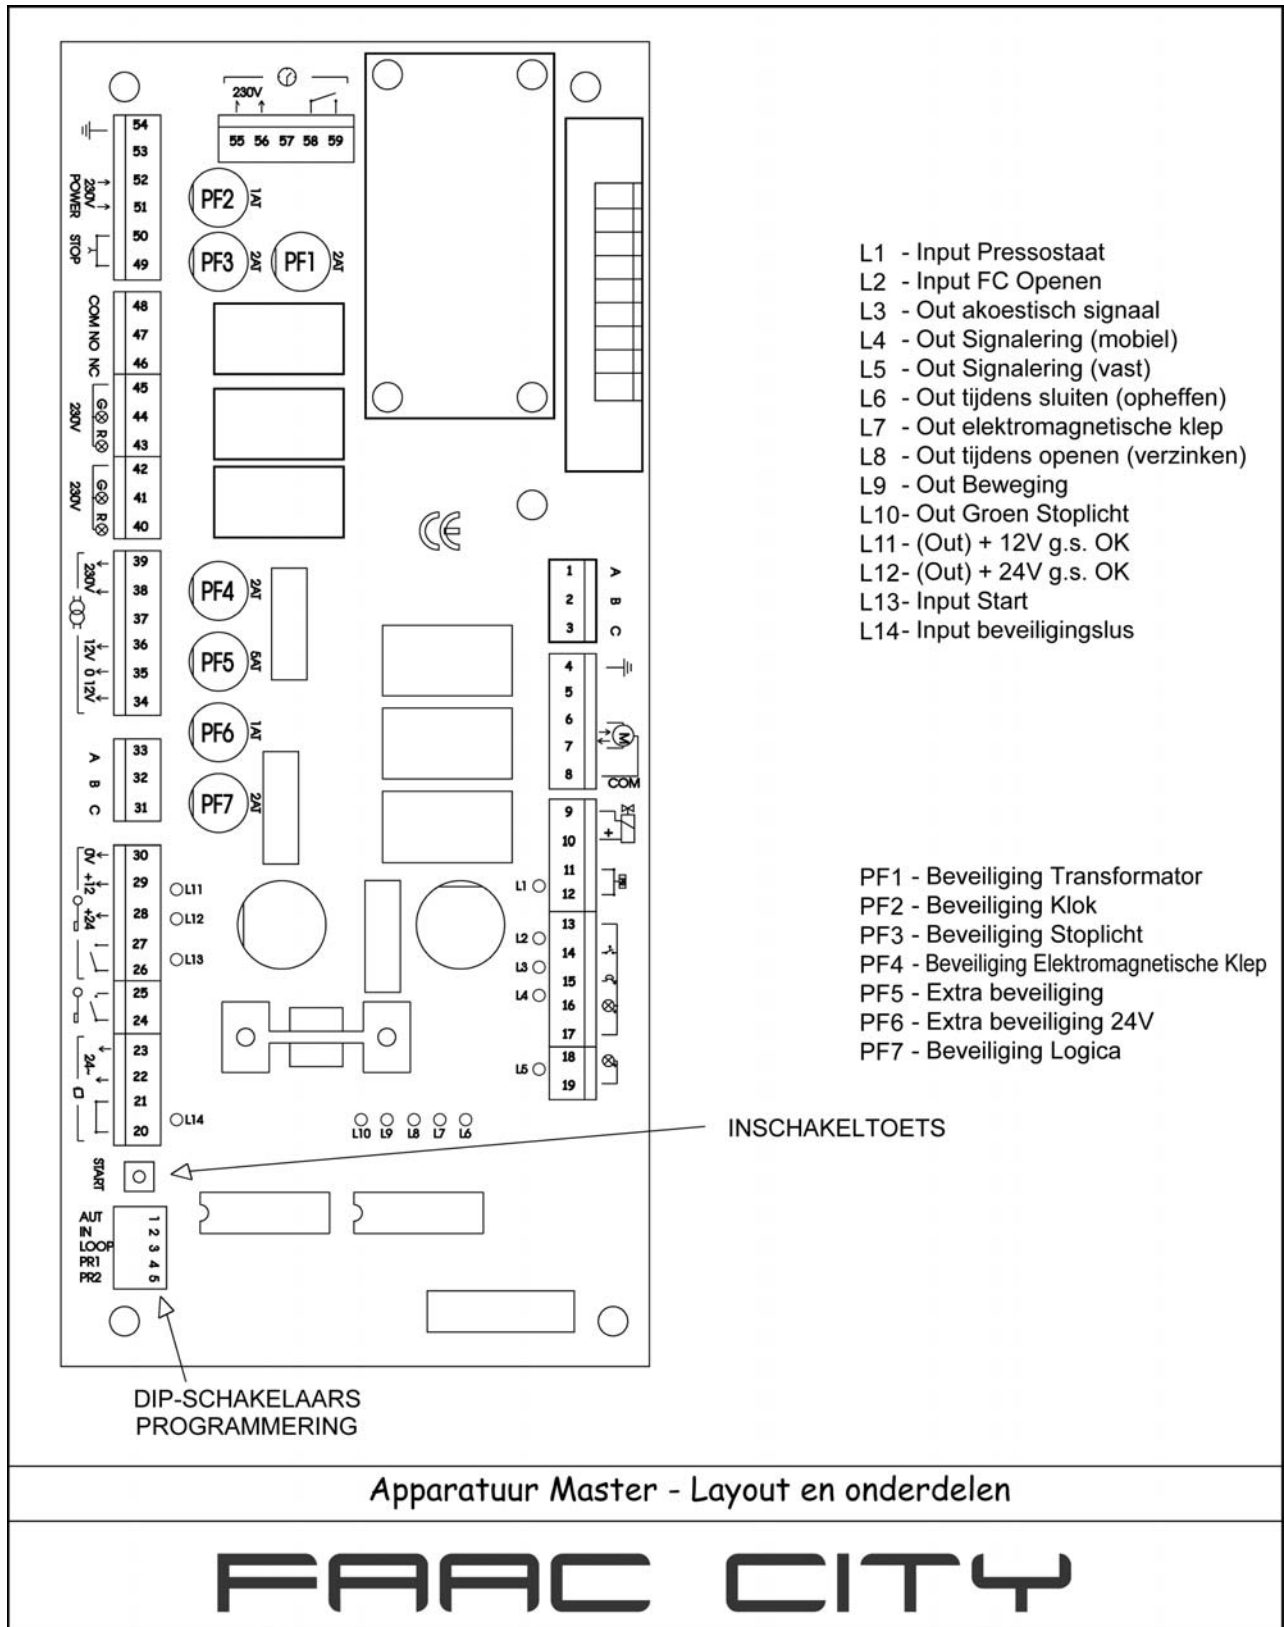 230V
55 56 57 58 59
54
53
52
51
50
49
230V
POWER
STOP
PF2 1AT
PF3 2AT
PF1 2AT
48
47
46
COM NO NC
45
44
43
230V
G R
42
41
40
230V
G R
CE
39
38
37
36
35
34
230V
12V 0 12V
PF4 2AT
PF5 5AT
PF6 1AT
PF7 2AT
33 A
32 B
31 C
30
29
28
27
26
25
24
23
22
21
20
0V +12
+24
24~
L11
L12
L13
L14
1 A
2 B
3 C
4
5
6
7
8
M
COM
9
10
+
11
12
13
14
15
16
17
18
19
L1
L2
L3
L4
L5
L10 L9 L8 L7 L6
START
AUT 1
IN 2
LOOP 3
PR1 4
PR2 5
INSCHAKELTOETS
DIP-SCHAKELAARS
PROGRAMMERING
L1 - Input Pressostaat
L2 - Input FC Openen
L3 - Out akoestisch signaal
L4 - Out Signalering (mobiel)
L5 - Out Signalering (vast)
L6 - Out tijdens sluiten (opheffen)
L7 - Out elektromagnetische klep
L8 - Out tijdens openen (verzinken)
L9 - Out Beweging
L10- Out Groen Stoplicht
L11- (Out) + 12V g.s. OK
L12- (Out) + 24V g.s. OK
L13- Input Start
L14- Input beveiligingslus
PF1 - Beveiliging Transformator
PF2 - Beveiliging Klok
PF3 - Beveiliging Stoplicht
PF4 - Beveiliging Elektromagnetische Klep
PF5 - Extra beveiliging
PF6 - Extra beveiliging 24V
PF7 - Beveiliging Logica
Apparatuur Master - Layout en onderdelen
FAAC CITY